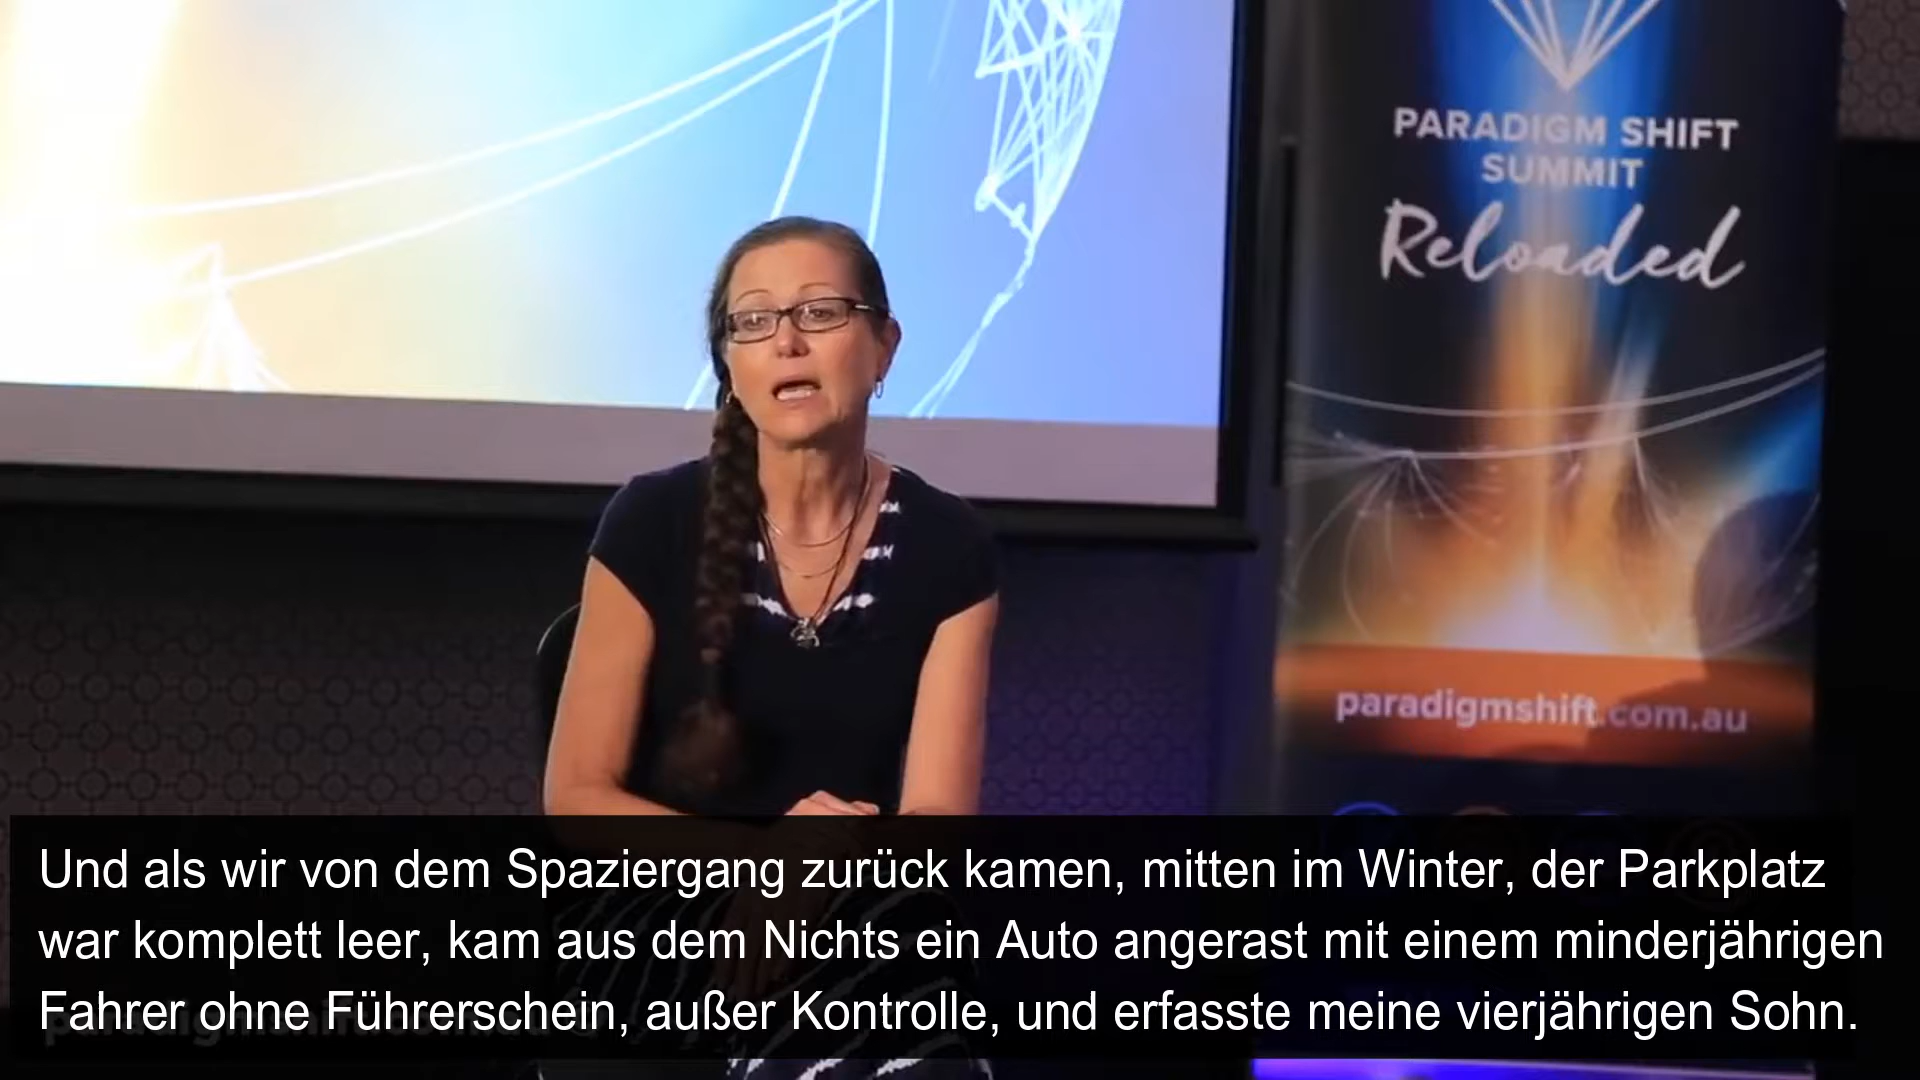 PARADIGM SHIFT
SUMMIT
Reloaded
paradigmshift.com.au
Und als wir von dem Spaziergang zurück kamen, mitten im Winter, der Parkplatz
war komplett leer, kam aus dem Nichts ein Auto angerast mit einem minderjährigen
Fahrer ohne Führerschein, außer Kontrolle, und erfasste meine vierjährigen Sohn.